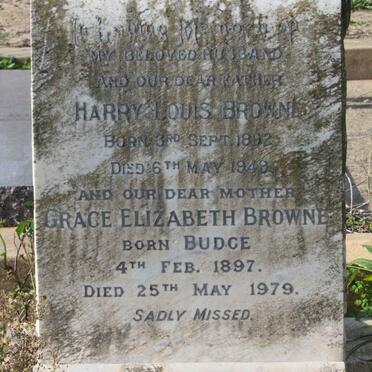 In Loving Memory of
MY BELOVED HUSBAND
AND OUR DEAR FATHER
HARRY LOUIS BROWNE
BORN 3RD SEPT. 1892
DIED 6TH MAY 1948
AND OUR DEAR MOTHER
GRACE ELIZABETH BROWNE
BORN BUDGE
4TH FEB. 1897.
DIED 25TH MAY 1979.
SADLY MISSED.